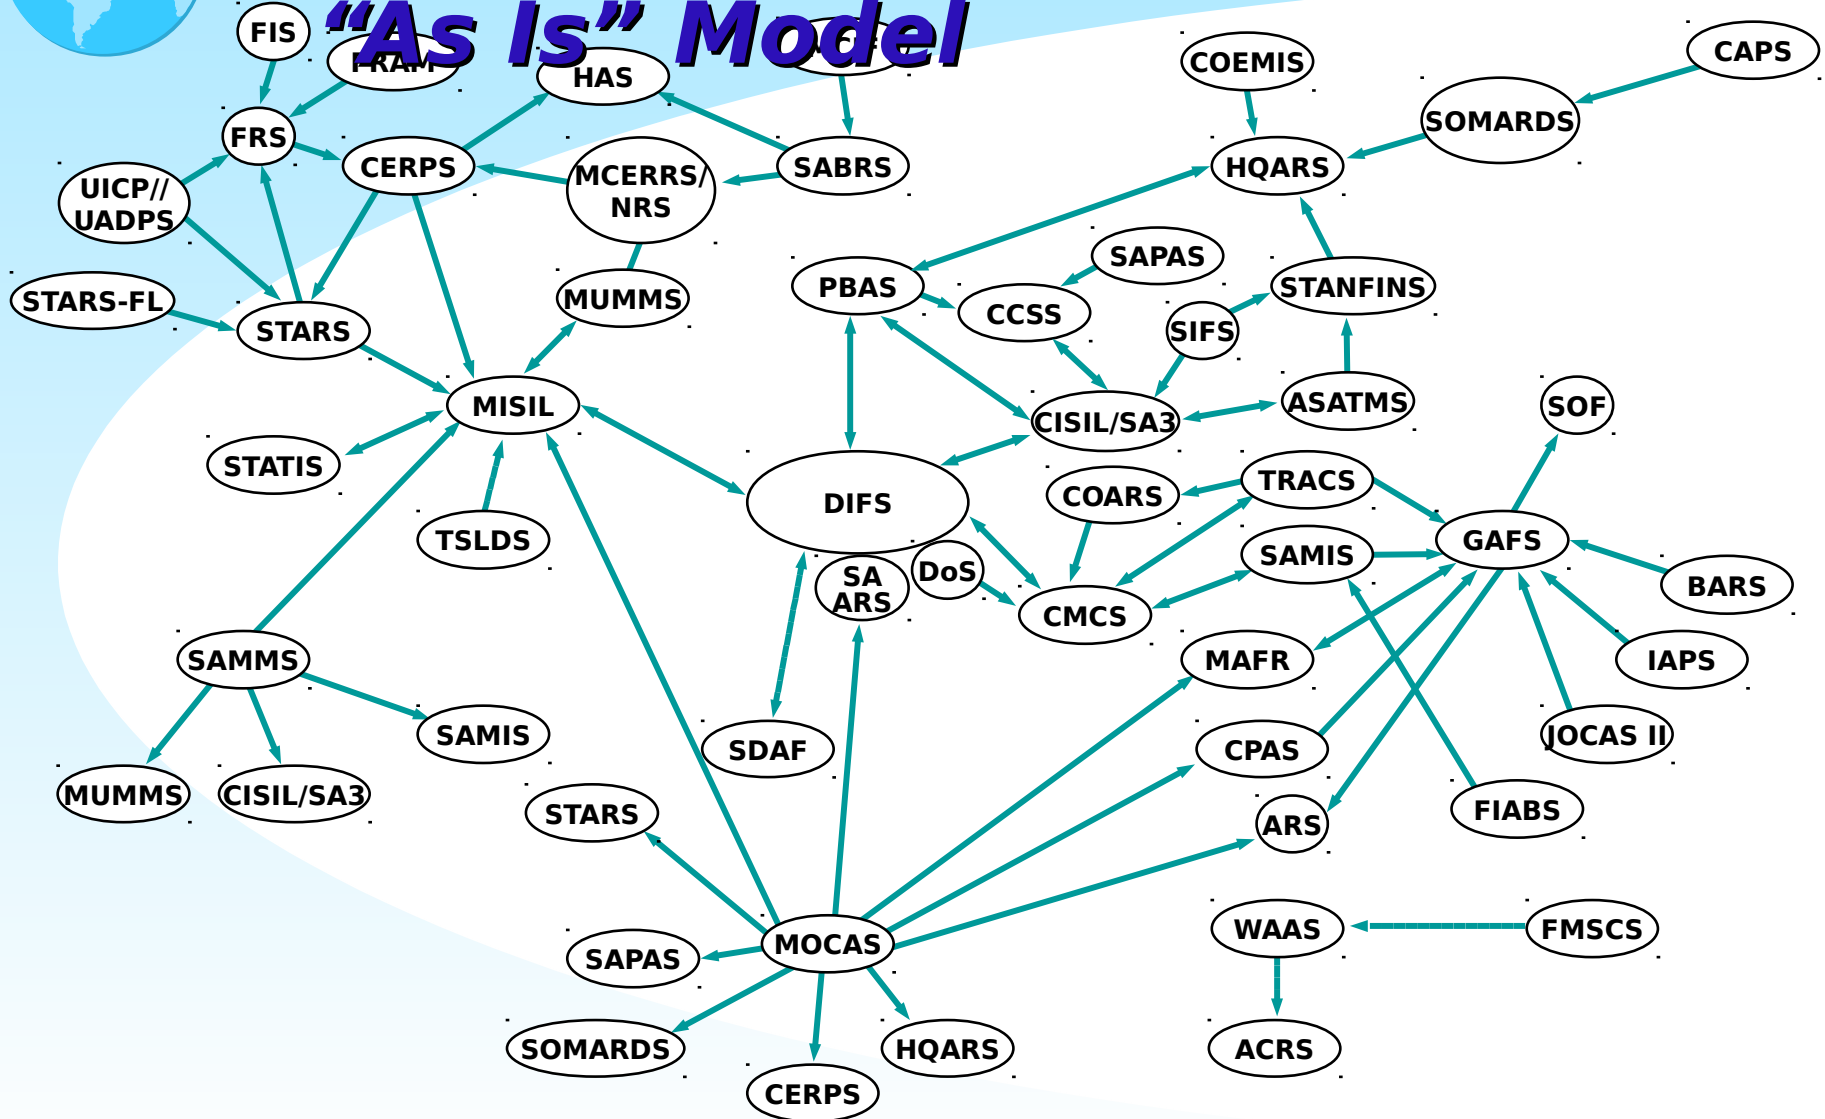 “As Is” Model
FIS
HAS
COEMIS
CAPS
SOMARDS
FRS
CERPS
MCERRS/
NRS
SABRS
HQARS
UICP//
UADPS
SAPAS
STARS-FL
STARS
MUMMS
PBAS
CCSS
SIFS
STANFINS
MISIL
CISIL/SA3
ASATMS
SOF
STATIS
TSLDS
DIFS
COARS
TRACS
SA
ARS
DoS
CMCS
SAMIS
GAFS
BARS
SAMMS
MAFR
IAPS
SAMIS
SDAF
CPAS
JOCAS II
MUMMS
CISIL/SA3
STARS
ARS
FIABS
MOCAS
SAPAS
WAAS
FMSCS
SOMARDS
CERPS
HQARS
ACRS